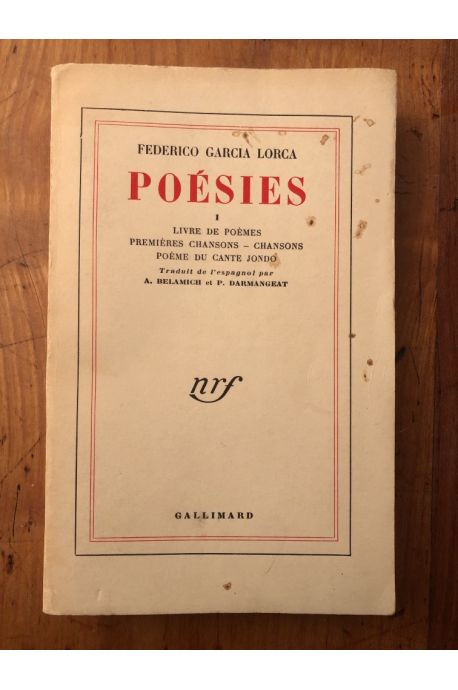 FEDERICO GARCIA LORCA
POÉSIES
I
LIVRE DE POÈMES
PREMIÈRES CHANSONS – CHANSONS
POÈME DU CANTE JONDO
Traduit de l'espagnol par
A. BELAMICH et P. DARMANGEAT
nrf
GALLIMARD